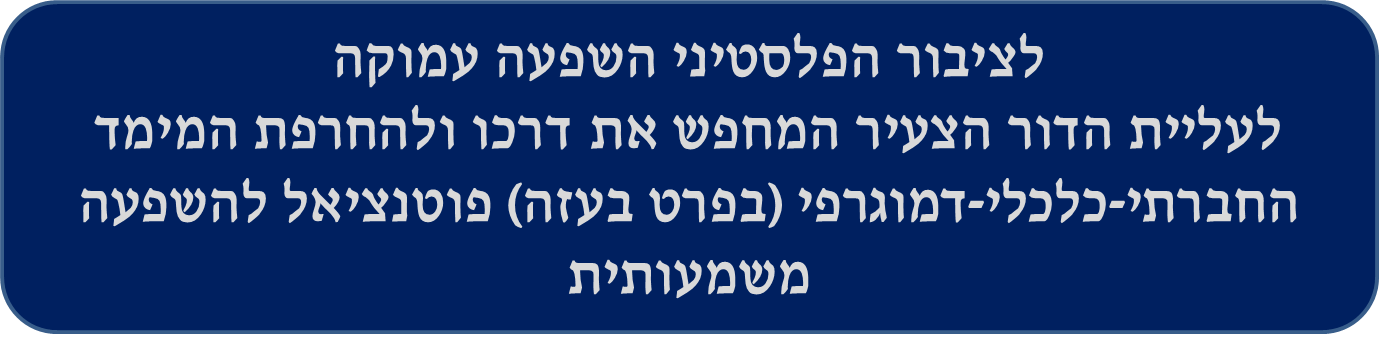 לציבור הפלסטיני השפעה עמוקה
לעליית הדור הצעיר המחפש את דרכו ולהחרפת המימד
החברתי-כלכלי-דמוגרפי (בפרט בעזה) פוטנציאל להשפעה
משמעותית